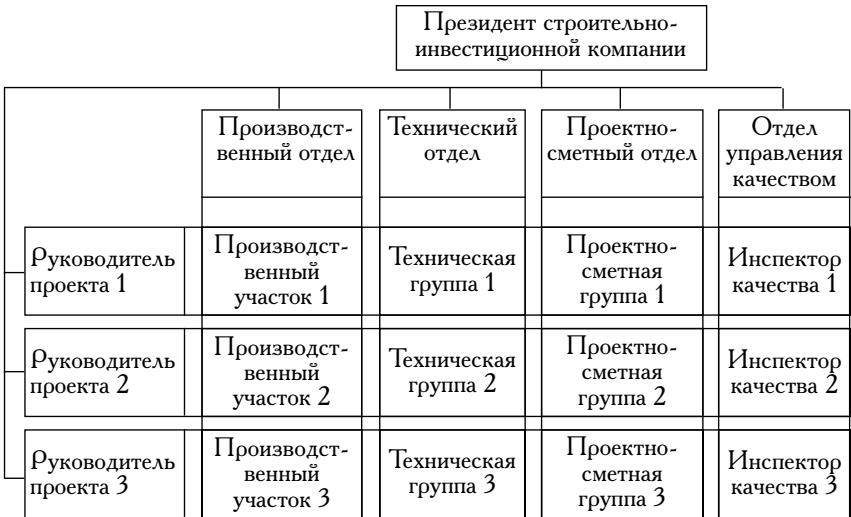 Президент строительно-
инвестиционной компании
Производст-
венный отдел
Технический
отдел
Проектно-
сметный отдел
Отдел
управления
качеством
Руководитель
проекта 1
Производст-
венный
участок 1
Техническая
группа 1
Проектно-
сметная
группа 1
Инспектор
качества 1
Руководитель
проекта 2
Производст-
венный
участок 2
Техническая
группа 2
Проектно-
сметная
группа 2
Инспектор
качества 2
Руководитель
проекта 3
Производст-
венный
участок 3
Техническая
группа 3
Проектно-
сметная
группа 3
Инспектор
качества 3